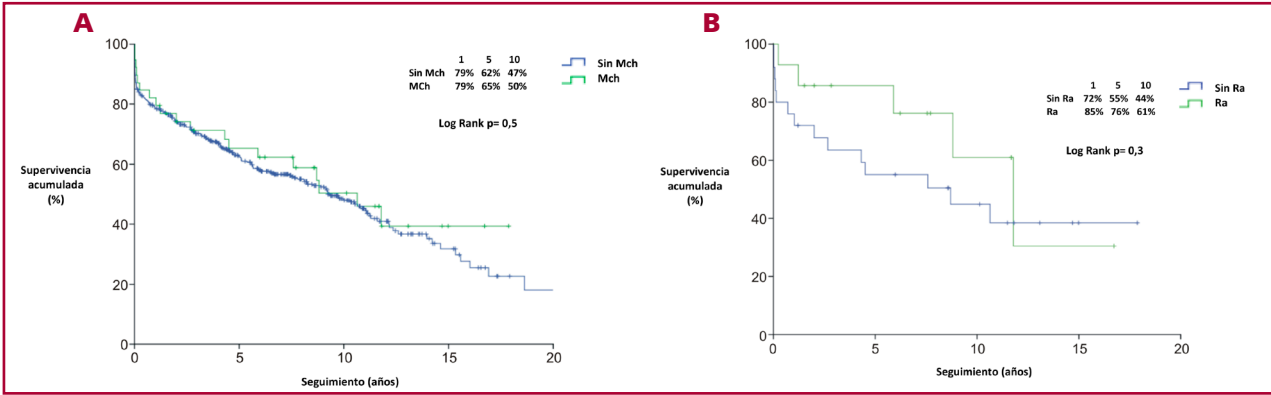 A
100
80
60
40
20
0
0 5 10 15 20
Supervivencia
acumulada
(%)
Seguimiento (años)
1 5 10
Sin Mch 79% 62% 47%
MCh 79% 65% 50%
Log Rank p= 0,5
Sin Mch
Mch
B
100
80
60
40
20
0
0 5 10 15 20
Supervivencia
acumulada
(%)
Seguimiento (años)
1 5 10
Sin Ra 72% 55% 44%
Ra 85% 76% 61%
Log Rank p= 0,3
Sin Ra
Ra